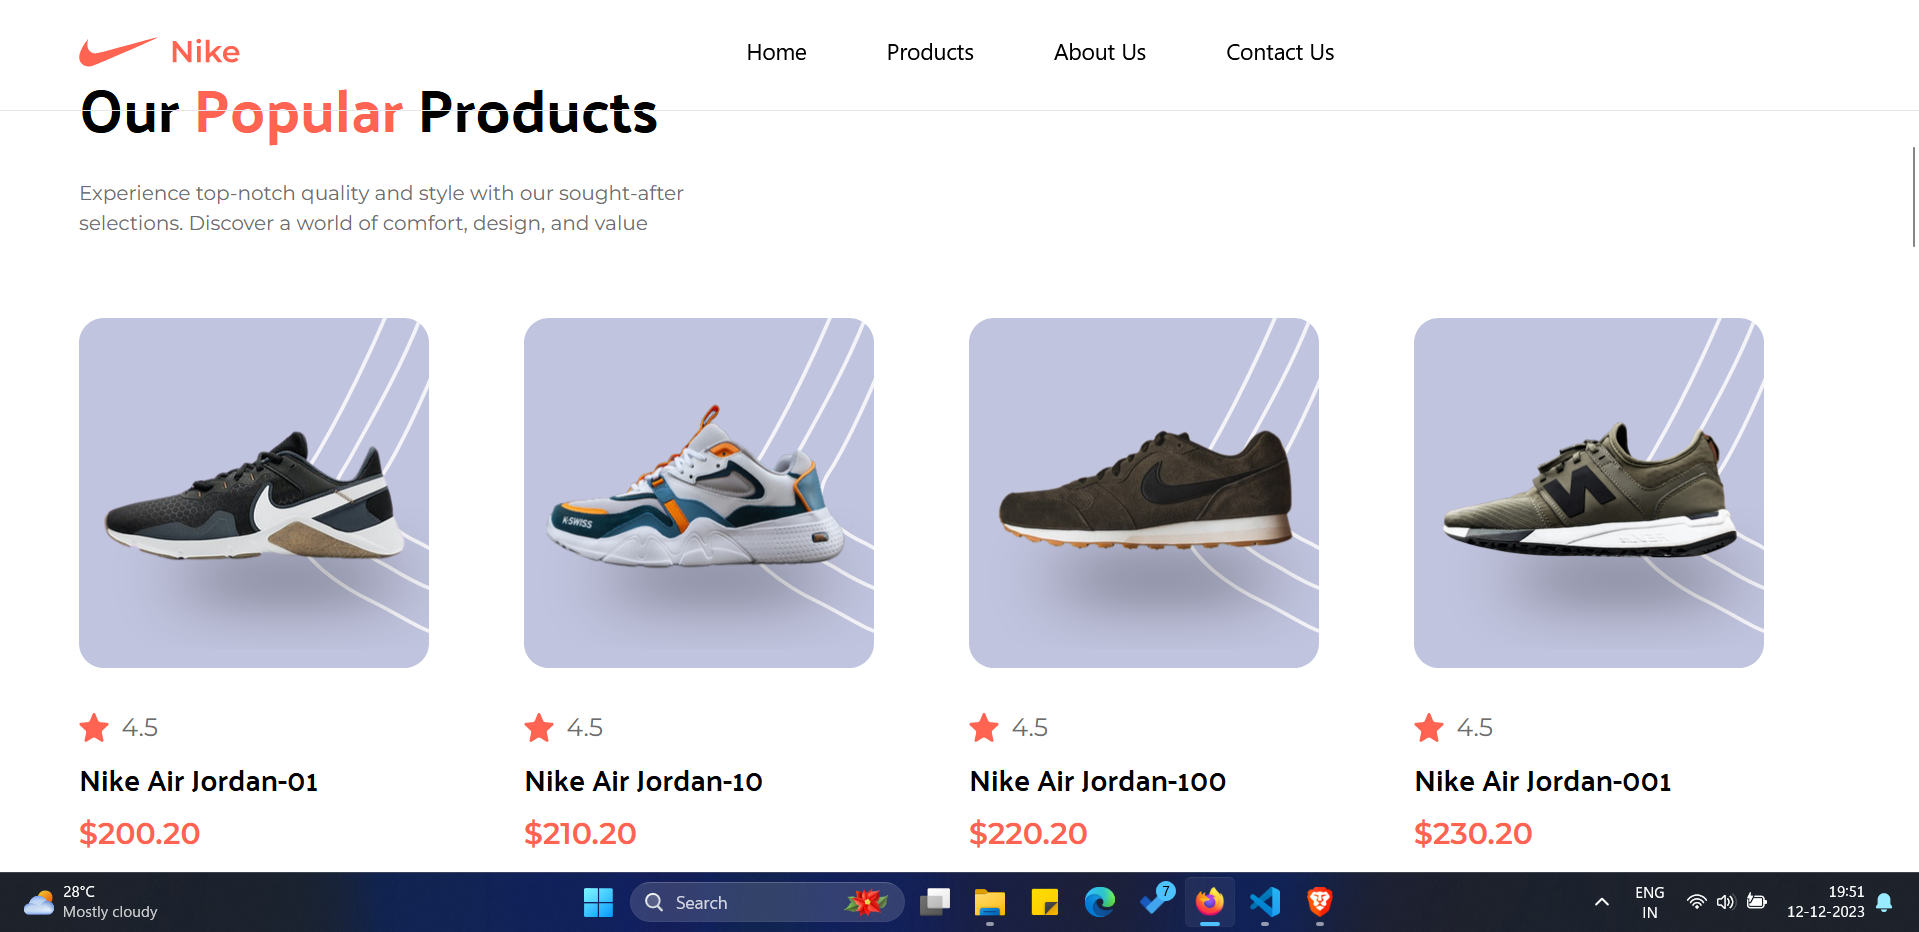 Nike
Home Products About Us Contact Us
Our Popular Products
Experience top-notch quality and style with our sought-after
selections. Discover a world of comfort, design, and value
K-SWISS
4.5 4.5 4.5 4.5
Nike Air Jordan-01 Nike Air Jordan-10 Nike Air Jordan-100 Nike Air Jordan-001
$200.20 $210.20 $220.20 $230.20
28°C
Mostly cloudy
Search
7
ENG
IN
19:51
12-12-2023